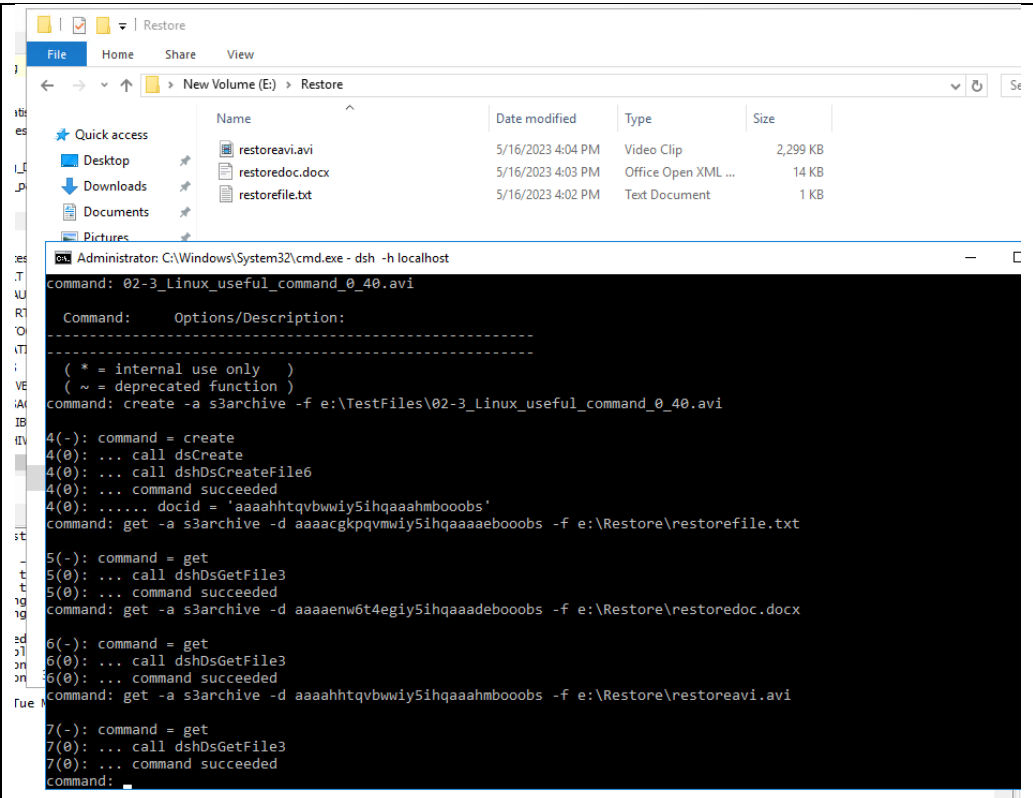 Restore
File Home Share View
New Volume (E:) > Restore
Name Date modified Type Size
Quick access
restoreavi.avi 5/16/2023 4:04 PM Video Clip 2,299 KB
Desktop
restoredoc.docx 5/16/2023 4:03 PM Office Open XML ... 14 KB
Downloads
restorefile.txt 5/16/2023 4:02 PM Text Document 1 KB
Documents
Pictures
Administrator: C:\Windows\System32\cmd.exe - dsh -h localhost
command: 02-3_Linux_useful_command_0_40.avi
Command: Options/Description:
----------------------------------------------------------
----------------------------------------------------------
( * = internal use only )
( ~ = deprecated function )
command: create -a s3archive -f e:\TestFiles\02-3_Linux_useful_command_0_40.avi
4(-): command = create
4(0): ... call dsCreate
4(0): ... call dshDsCreateFile6
4(0): ... command succeeded
4(0): ...... docid = 'aaaahhtqvbwwiy5ihqaaahmbooobs'
command: get -a s3archive -d aaaacgkpqvmwiy5ihqaaaaebooobs -f e:\Restore\restorefile.txt
5(-): command = get
5(0): ... call dshDsGetFile3
5(0): ... command succeeded
command: get -a s3archive -d aaaaenw6t4egiy5ihqaaadebooobs -f e:\Restore\restoredoc.docx
6(-): command = get
6(0): ... call dshDsGetFile3
6(0): ... command succeeded
command: get -a s3archive -d aaaahhtqvbwwiy5ihqaaahmbooobs -f e:\Restore\restoreavi.avi
7(-): command = get
7(0): ... call dshDsGetFile3
7(0): ... command succeeded
command: